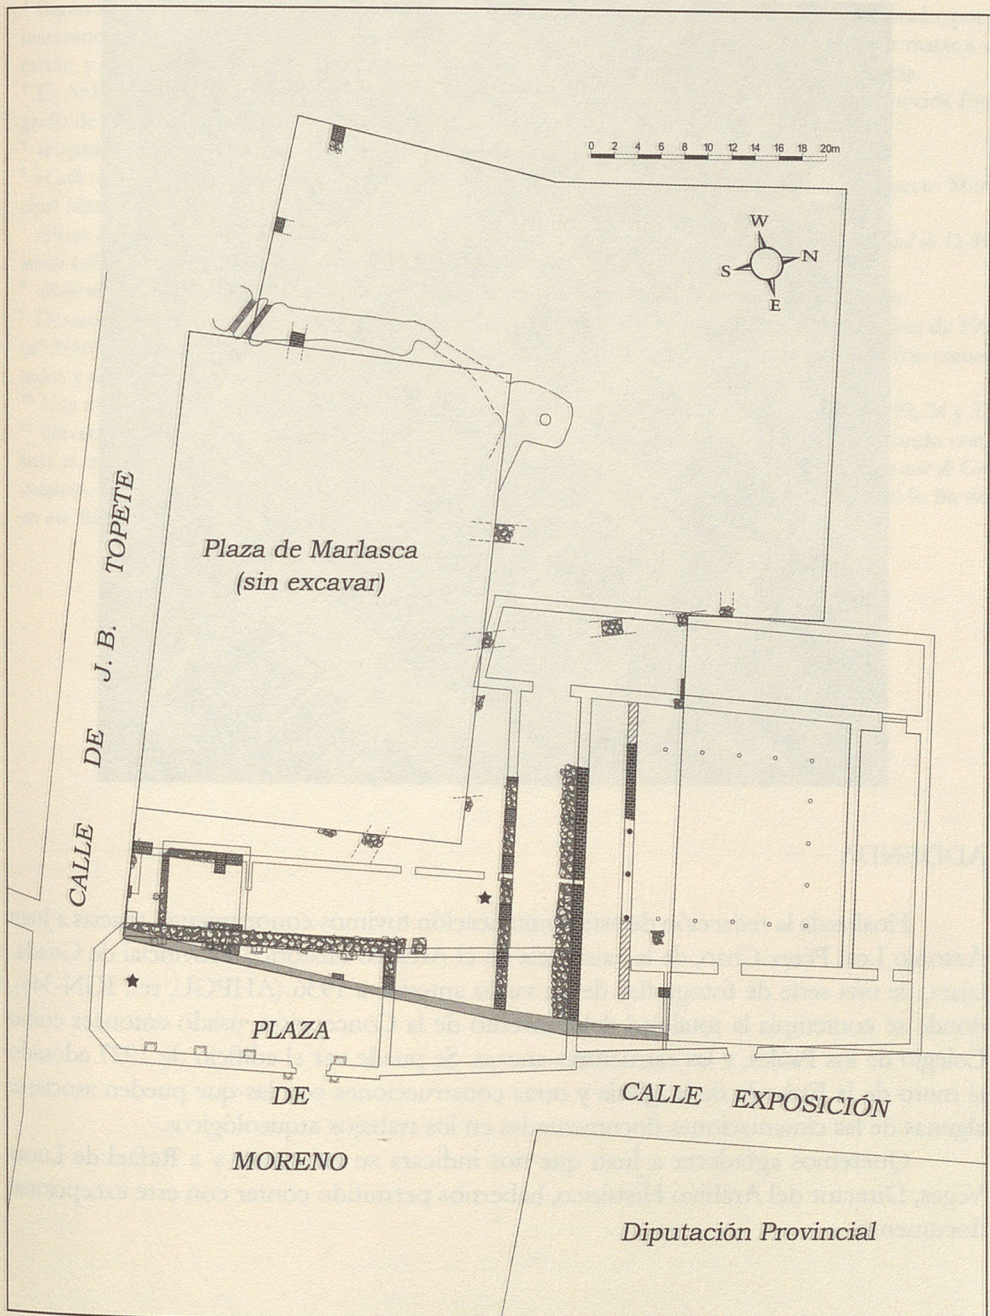 0 2 4 6 8 10 12 14 16 18 20m
W
N
S
E
CALLE DE J. B. TOPETE
Plaza de Marlasca
(sin excavar)
PLAZA
DE
MORENO
CALLE EXPOSICIÓN
Diputación Provincial